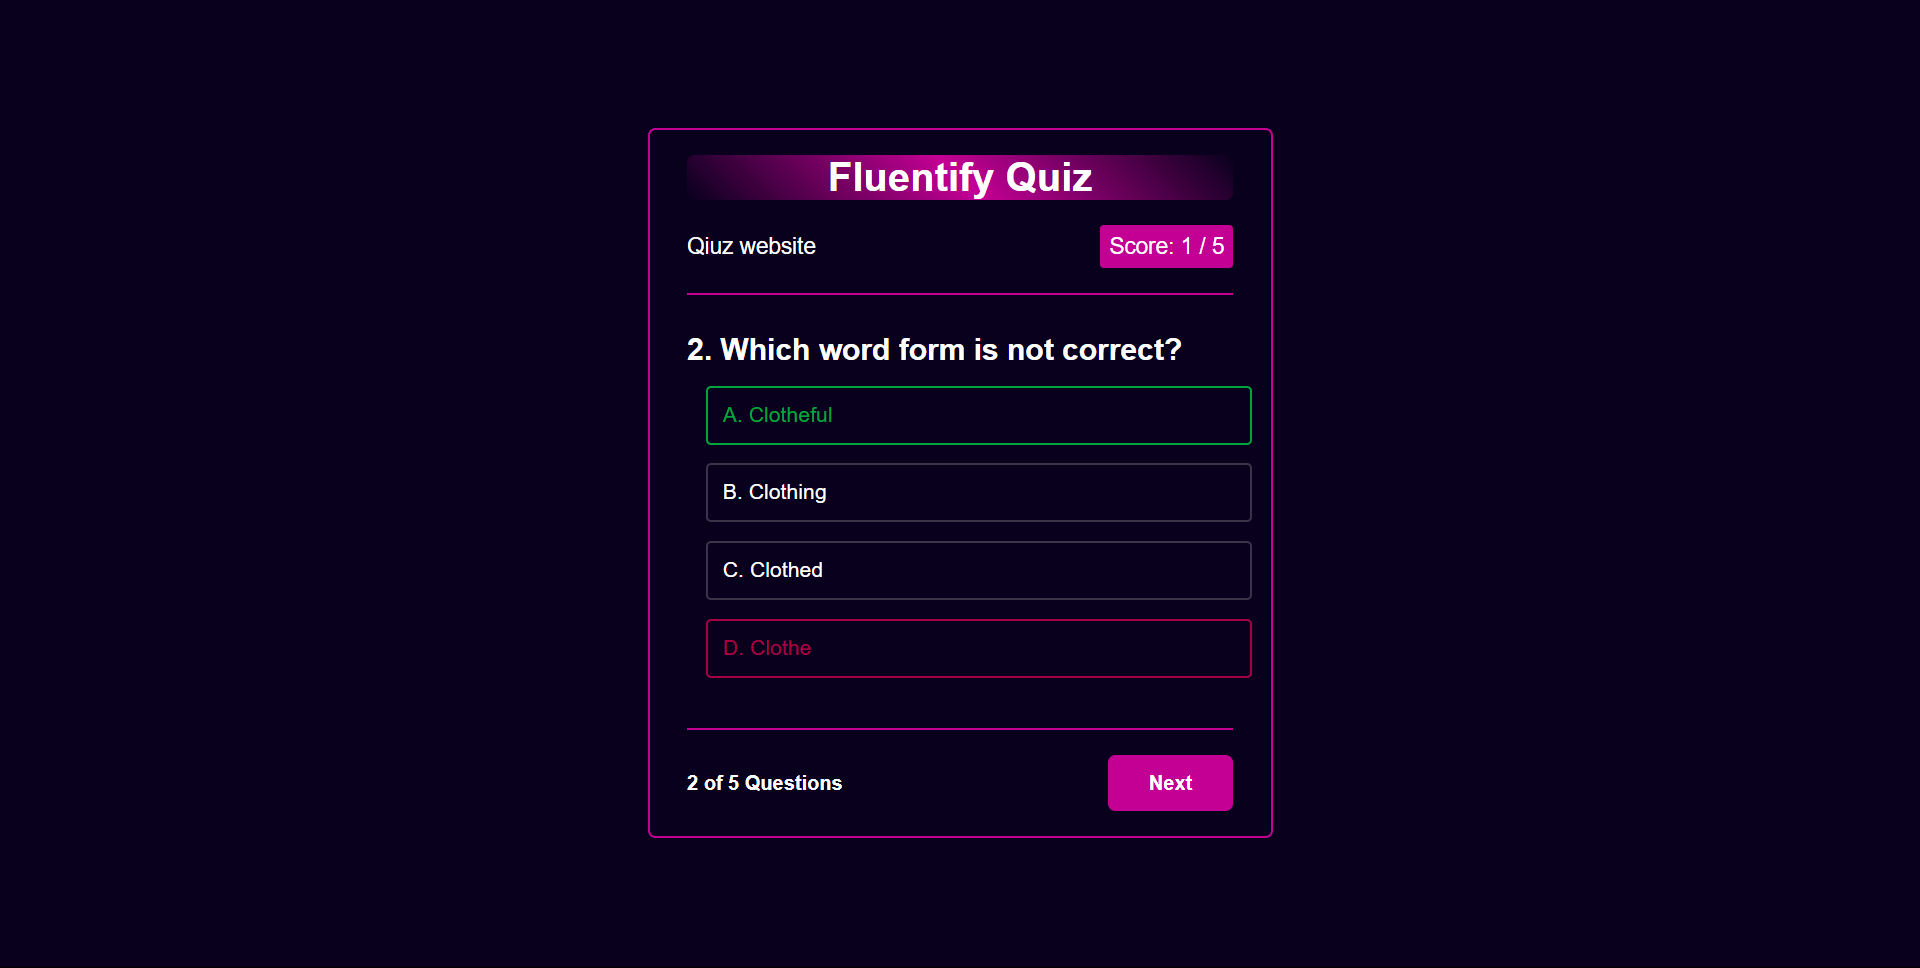 Fluentify Quiz
Qiuz website
Score: 1 / 5
2. Which word form is not correct?
A. Clotheful
B. Clothing
C. Clothed
D. Clothe
2 of 5 Questions
Next